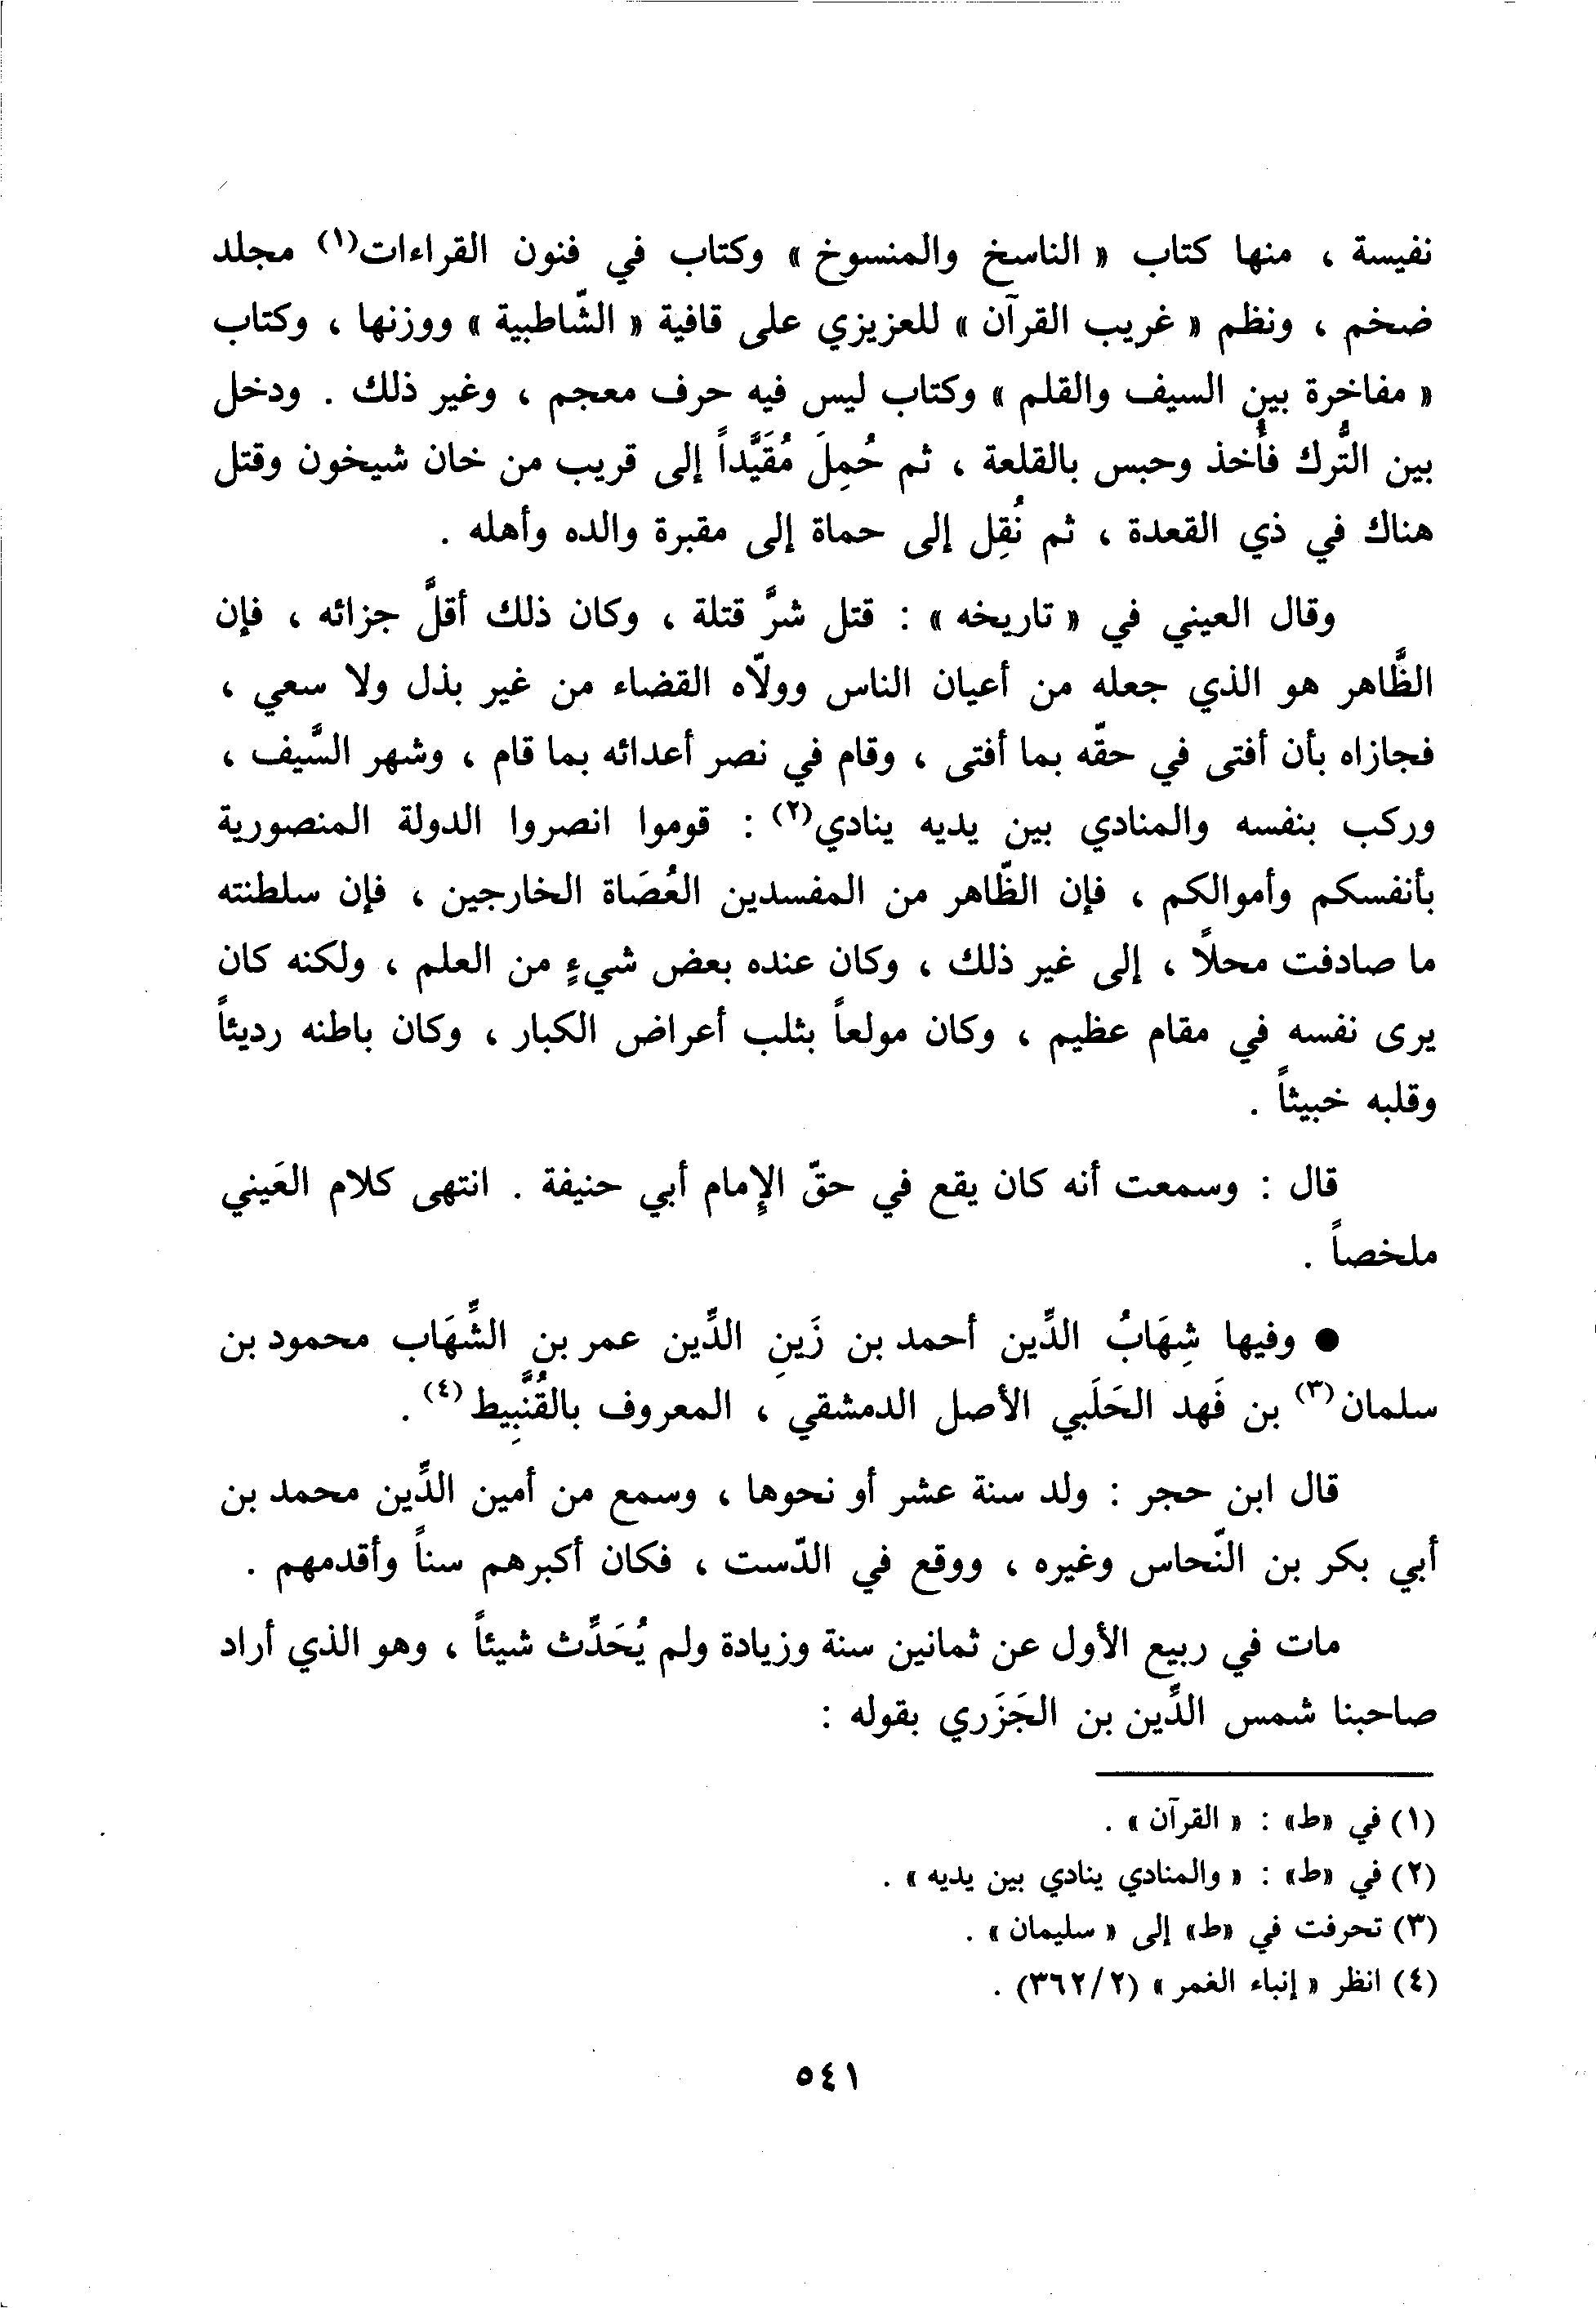 نفيسة ، منها كتاب « الناسخ والمنسوخ » وكتاب في فنون القراءات(١) مجلد
ضخم ، ونظم « غريب القرآن » للعزيزي على قافية « الشّاطبية » ووزنها ، وكتاب
« مفاخرة بين السيف والقلم » وكتاب ليس فيه حرف معجم ، وغير ذلك . ودخل
بين التُّرك فأُخذ وحبس بالقلعة ، ثم حُمِلَ مُقَيَّداً إلى قريب من خان شيخون وقتل
هناك في ذي القعدة ، ثم نُقِل إلى حماة إلى مقبرة والده وأهله .
وقال العيني في « تاريخه » : قتل شرَّ قتلة ، وكان ذلك أقلَّ جزائه ، فإن
الظَّاهر هو الذي جعله من أعيان الناس وولاّه القضاء من غير بذل ولا سعي ،
فجازاه بأن أفتى في حقّه بما أفتى ، وقام في نصر أعدائه بما قام ، وشهر السَّيف ،
وركب بنفسه والمنادي بين يديه ينادي(٢) : قوموا انصروا الدولة المنصورية
بأنفسكم وأموالكم ، فإن الظّاهر من المفسدين العُصَاة الخارجين ، فإن سلطنته
ما صادفت محلاً ، إلى غير ذلك ، وكان عنده بعض شيءٍ من العلم ، ولكنه كان
يرى نفسه في مقام عظيم ، وكان مولعاً بثلب أعراض الكبار ، وكان باطنه رديئاً
وقلبه خبيثاً .
قال : وسمعت أنه كان يقع في حقّ الإِمام أبي حنيفة . انتهى كلام العَيني
ملخصاً .
● وفيها شِهَابُ الدِّين أحمد بن زَينِ الدِّين عمر بن الشِّهَاب محمود بن
سلمان(٣) بن فَهد الحَلَبي الأصل الدمشقي ، المعروف بالقُنَّبِيط(٤) .
قال ابن حجر : ولد سنة عشر أو نحوها ، وسمع من أمين الدِّين محمد بن
أبي بكر بن النّحاس وغيره ، ووقع في الدّست ، فكان أكبرهم سناً وأقدمهم .
مات في ربيع الأول عن ثمانين سنة وزيادة ولم يُحَدِّث شيئاً ، وهو الذي أراد
صاحبنا شمس الدِّين بن الجَزَري بقوله :
(١) في «ط» : « القرآن » .
(٢) في «ط» : « والمنادي ينادي بين يديه » .
(٣) تحرفت في «ط» إلى « سليمان » .
(٤) انظر « إنباء الغمر » (٣٦٢/٢) .
٥٤١